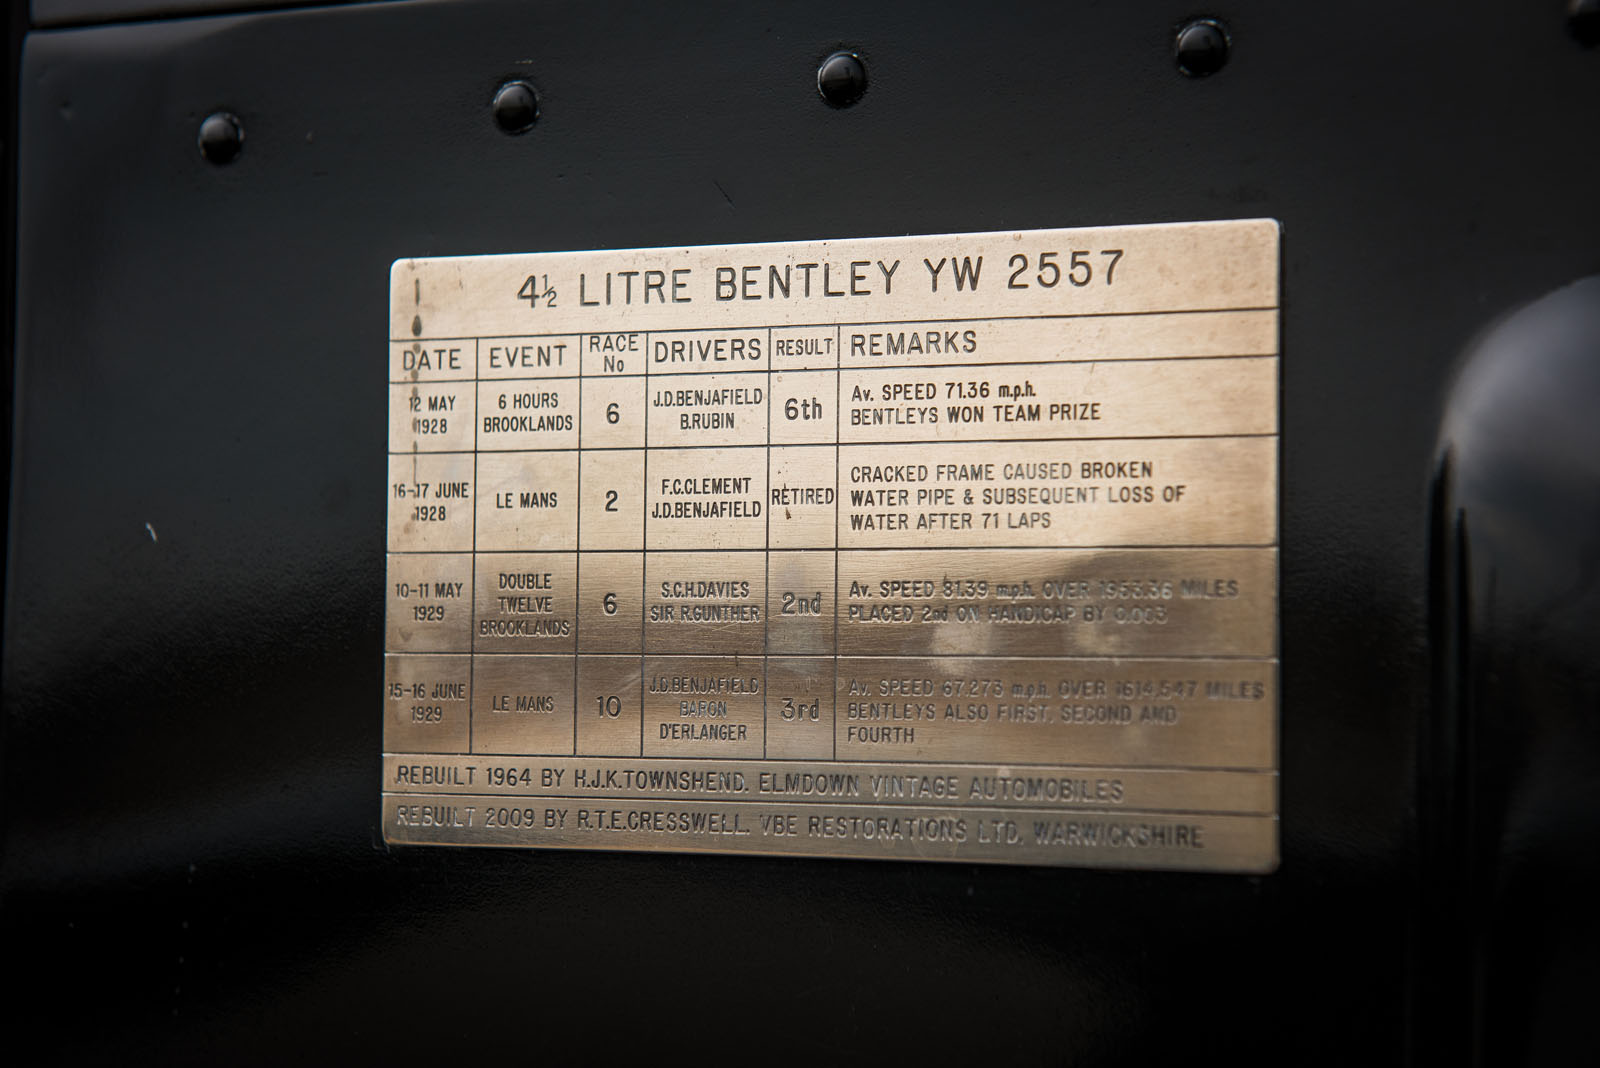 4½ LITRE BENTLEY YW 2557
DATE EVENT RACE No DRIVERS RESULT REMARKS
12 MAY
1928
6 HOURS
BROOKLANDS
6
J.D.BENJAFIELD
B.RUBIN
6th
Av. SPEED 71.36 m.p.h.
BENTLEYS WON TEAM PRIZE
16-17 JUNE
1928
LE MANS
2
F.C.CLEMENT
J.D.BENJAFIELD
RETIRED
CRACKED FRAME CAUSED BROKEN
WATER PIPE & SUBSEQUENT LOSS OF
WATER AFTER 71 LAPS
10-11 MAY
1929
DOUBLE
TWELVE
BROOKLANDS
6
S.C.H.DAVIES
SIR R.GUNTHER
2nd
Av. SPEED 81.39 m.p.h. OVER 1953.36 MILES
PLACED 2nd ON HANDICAP BY 0.003
15-16 JUNE
1929
LE MANS
10
J.D.BENJAFIELD
BARON
D'ERLANGER
3rd
Av. SPEED 67.273 m.p.h. OVER 1614.547 MILES
BENTLEYS ALSO FIRST, SECOND AND
FOURTH
REBUILT 1964 BY H.J.K.TOWNSHEND. ELMDOWN VINTAGE AUTOMOBILES
REBUILT 2009 BY R.T.E.CRESSWELL. VBE RESTORATIONS LTD. WARWICKSHIRE